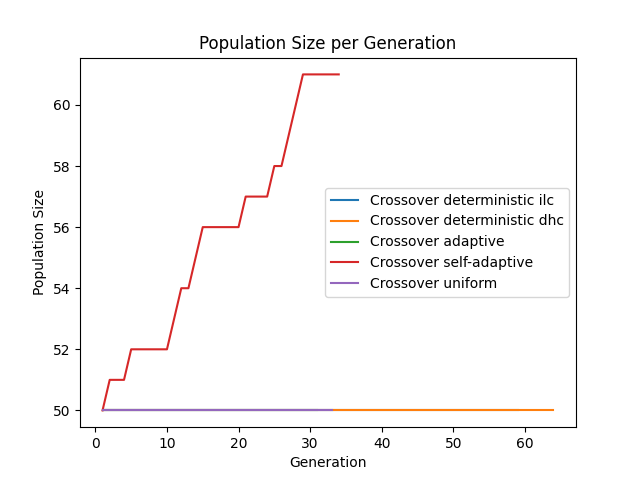 Population Size per Generation
Population Size
60
58
56
54
52
50
Crossover deterministic ilc
Crossover deterministic dhc
Crossover adaptive
Crossover self-adaptive
Crossover uniform
0 10 20 30 40 50 60
Generation